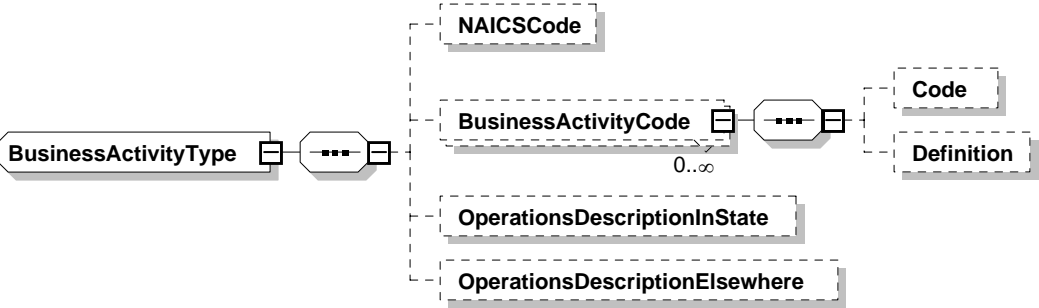 NAICSCode
BusinessActivityType
BusinessActivityCode
0..∞
Code
Definition
OperationsDescriptionInState
OperationsDescriptionElsewhere